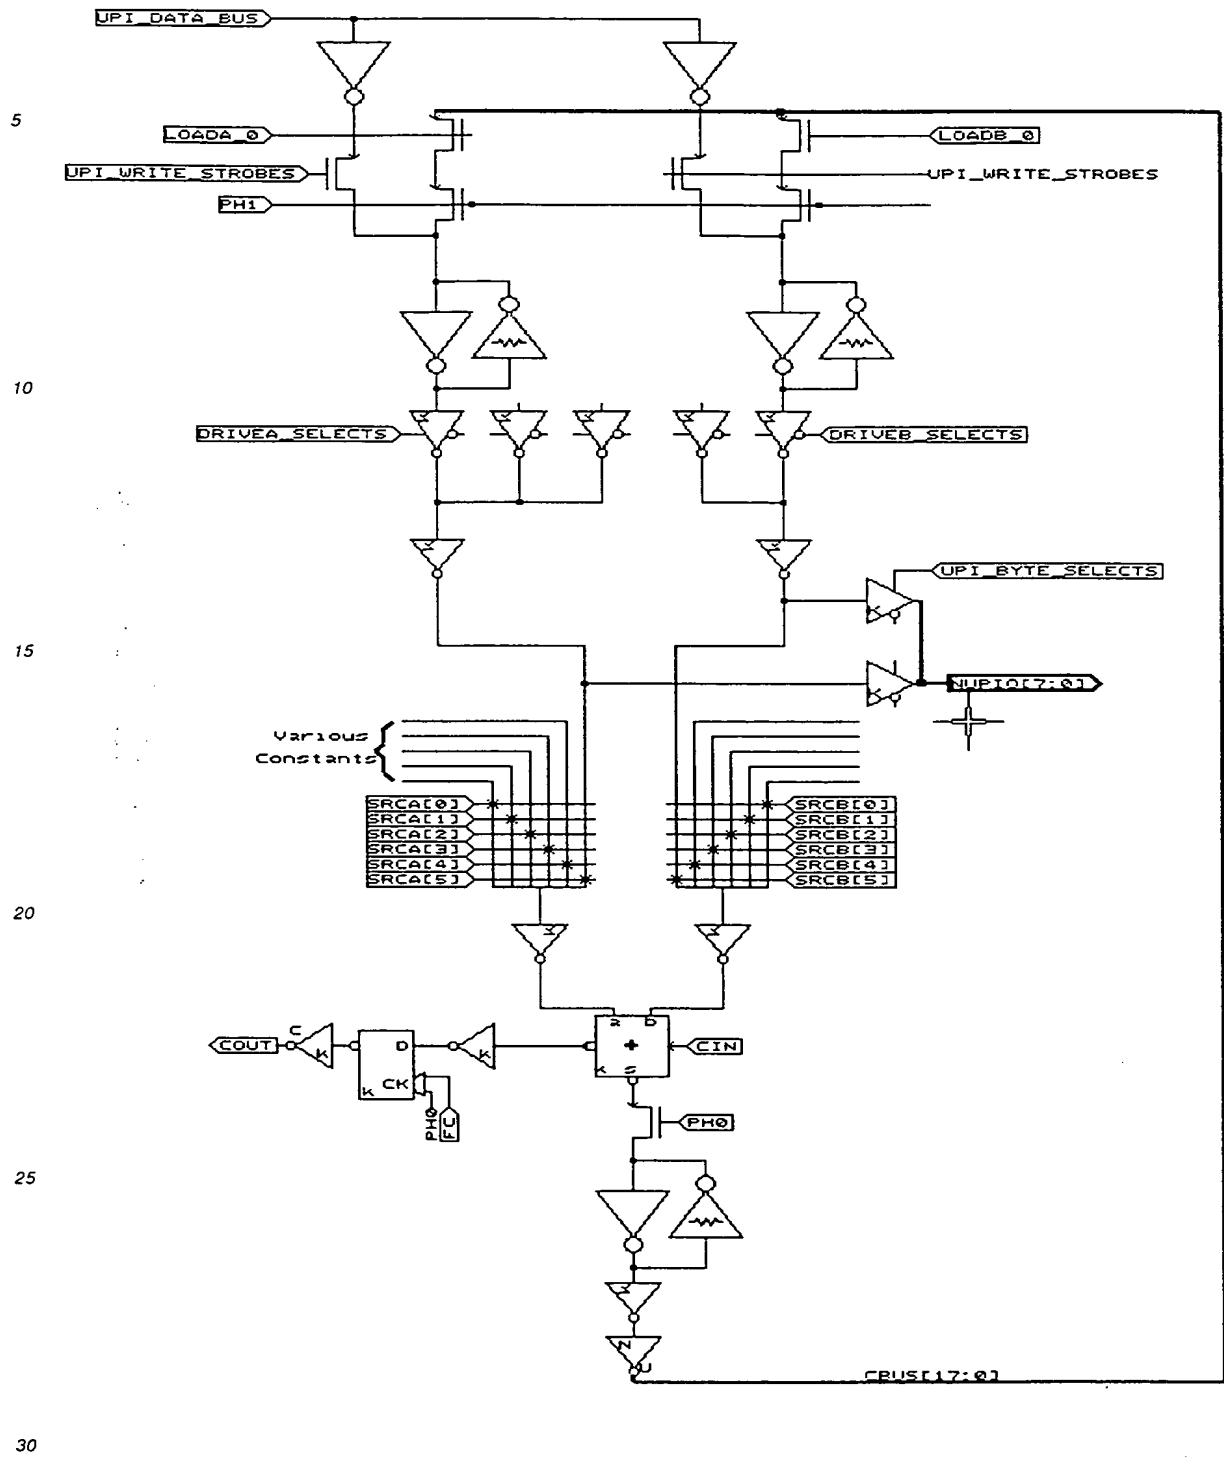 UPI_DATA_BUS
5
LOADA_0
LOADB_0
UPI_WRITE_STROBES
UPI_WRITE_STROBES
PH1
10
DRIVEA_SELECTS
DRIVEB_SELECTS
UPI_BYTE_SELECTS
15
NUPIO[7:0]
Various
Constants
SRCA[0]
SRCB[0]
SRCA[1]
SRCB[1]
SRCA[2]
SRCB[2]
SRCA[3]
SRCB[3]
SRCA[4]
SRCB[4]
SRCA[5]
SRCB[5]
20
a b
C
COUT
K
D
K
+
CIN
K S
K CK
PH0
FC
PH0
25
CBUS[17:0]
30